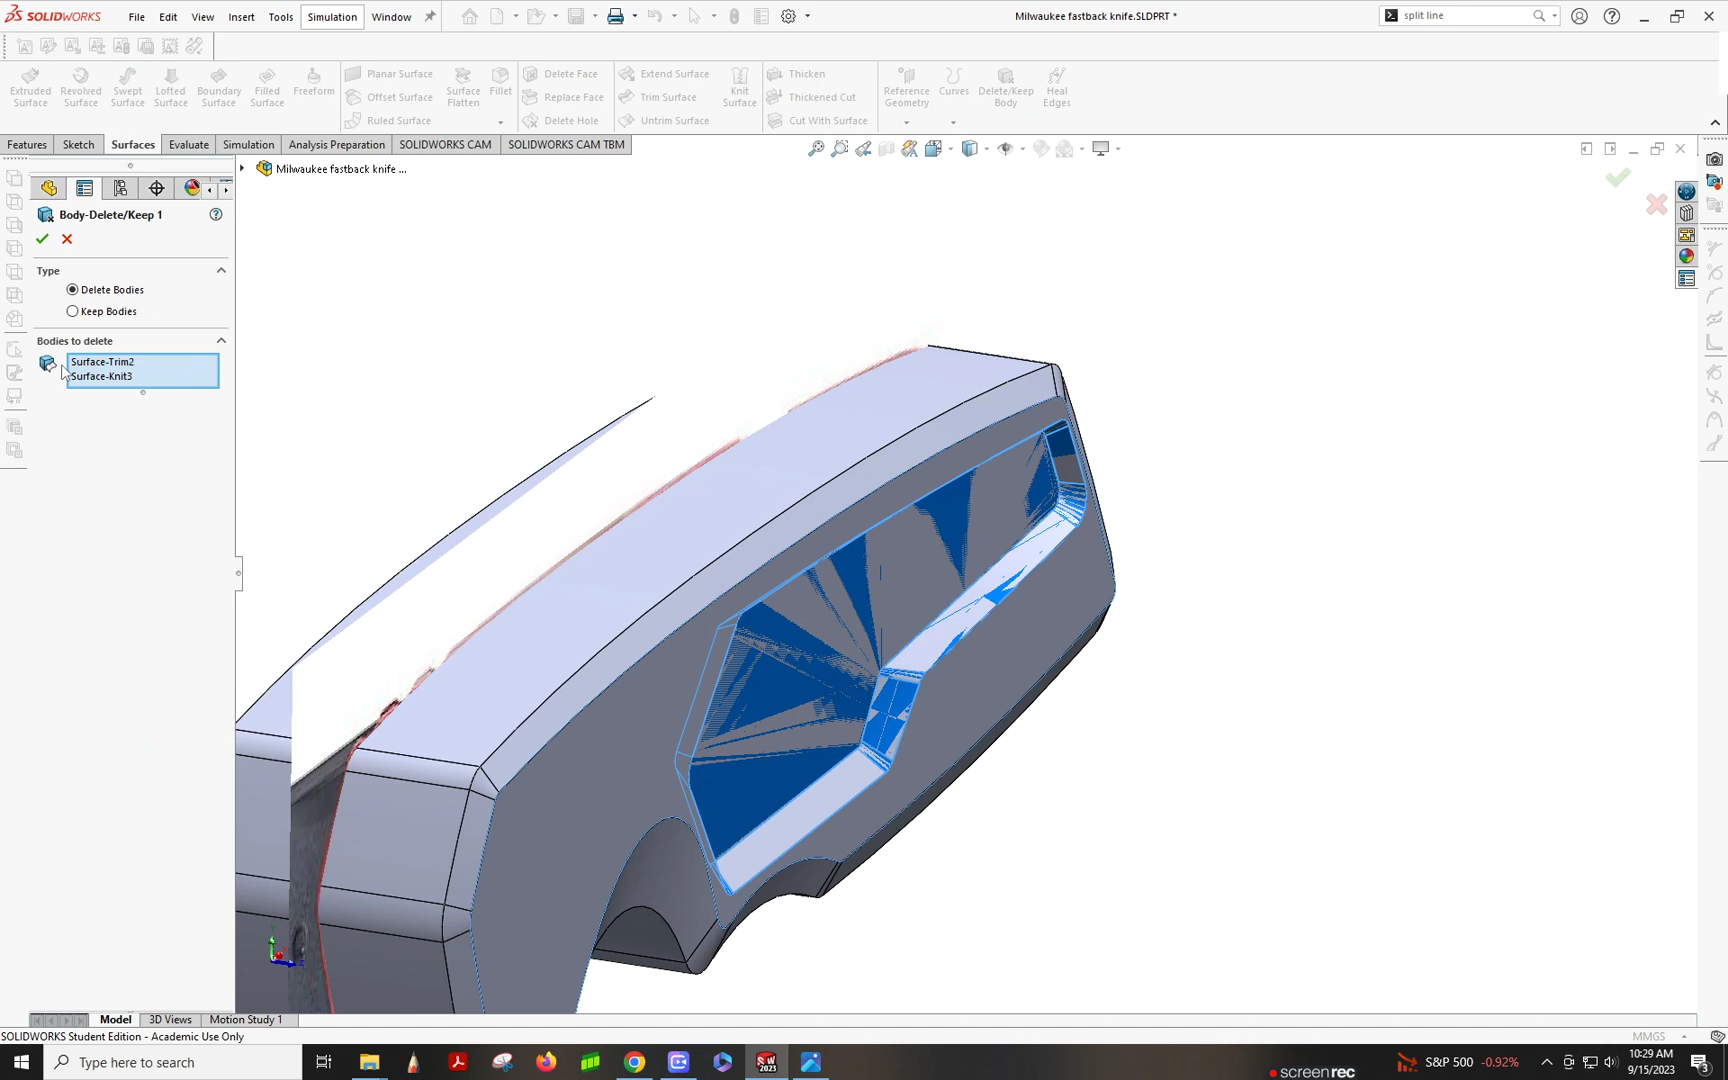 SOLIDWORKS File Edit View Insert Tools Simulation Window
Milwaukee fastback knife.SLDPRT *
split line
Extruded Surface
Revolved Surface
Swept Surface
Lofted Surface
Boundary Surface
Filled Surface
Freeform
Planar Surface
Offset Surface
Ruled Surface
Surface Flatten
Fillet
Delete Face
Replace Face
Delete Hole
Extend Surface
Trim Surface
Untrim Surface
Knit Surface
Thicken
Thickened Cut
Cut With Surface
Reference Geometry
Curves
Delete/Keep Body
Heal Edges
Features Sketch Surfaces Evaluate Simulation Analysis Preparation SOLIDWORKS CAM SOLIDWORKS CAM TBM
Milwaukee fastback knife ...
Body-Delete/Keep 1
Type
Delete Bodies
Keep Bodies
Bodies to delete
Surface-Trim2
Surface-Knit3
Model 3D Views Motion Study 1
SOLIDWORKS Student Edition - Academic Use Only
MMGS
Type here to search
SW 2023
screenrec
S&P 500 -0.92%
10:29 AM
9/15/2023
3